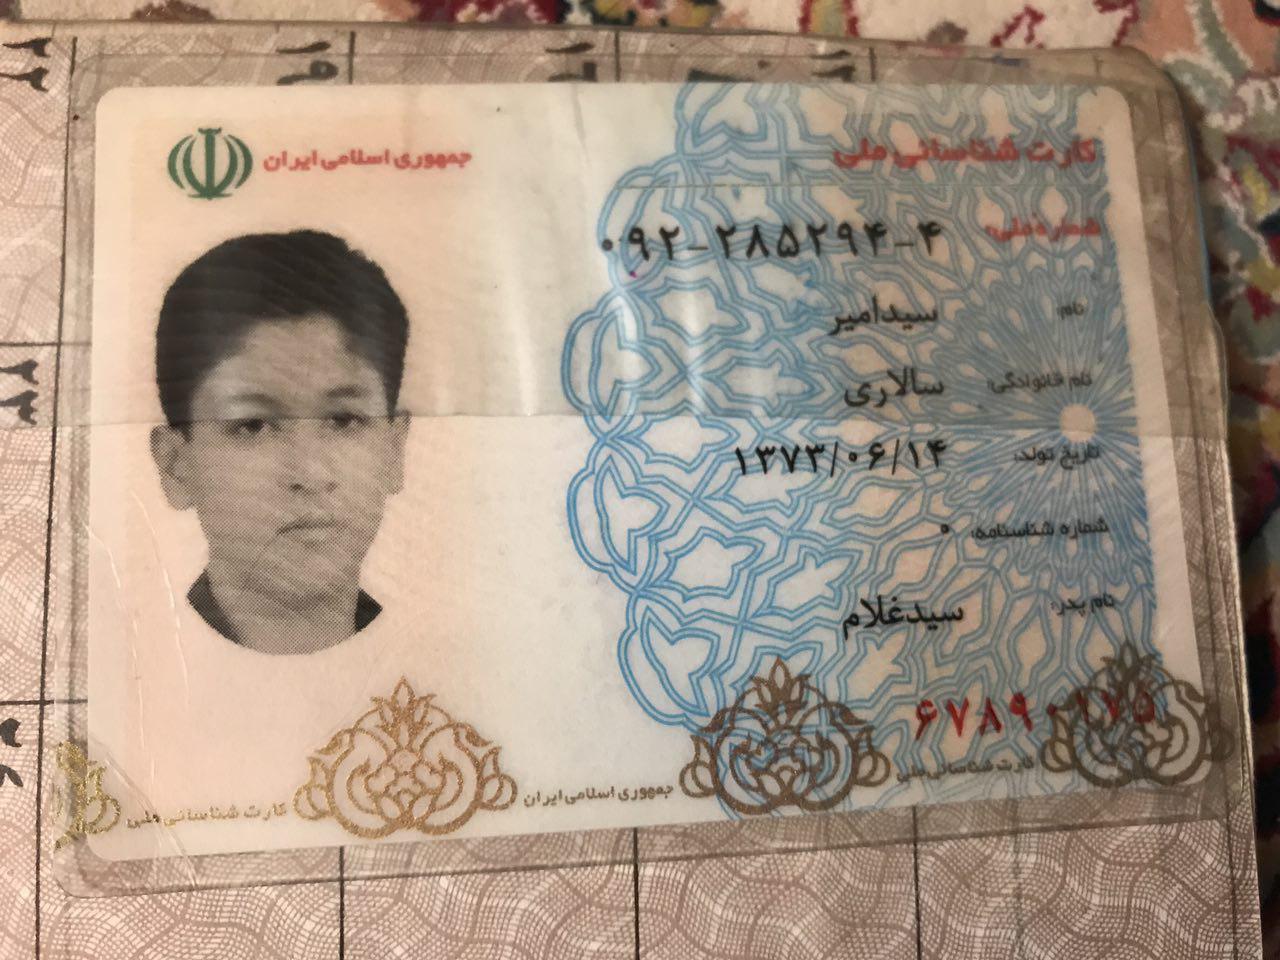 جمهوری اسلامی ایران
کارت شناسائی ملی
شماره ملی: ۰۹۲-۲۸۵۲۹۴-۴
نام: سیدامیر
نام خانوادگی: سالاری
تاریخ تولد: ۱۳۷۳/۰۶/۱۴
شماره شناسنامه: ۰
نام پدر: سیدغلام
۶۷۸۹۰۱۷۵
کارت شناسائی ملی
جمهوری اسلامی ایران
کارت شناسائی ملی